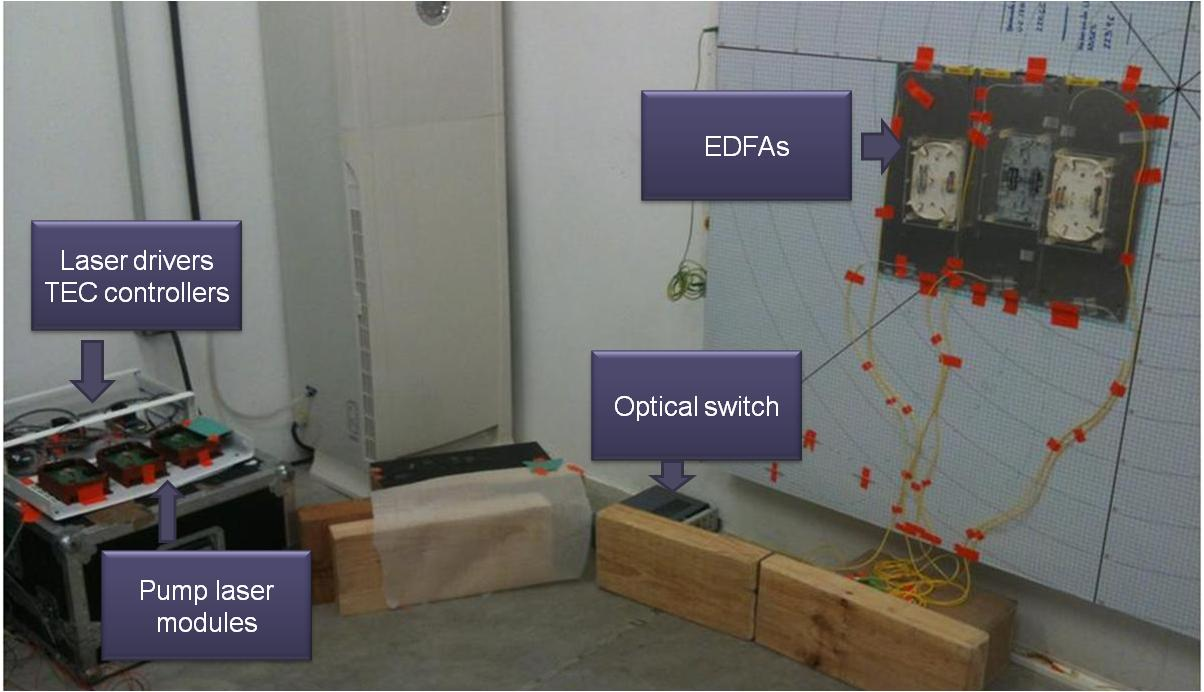 EDFAs
Laser drivers
TEC controllers
Optical switch
Pump laser
modules